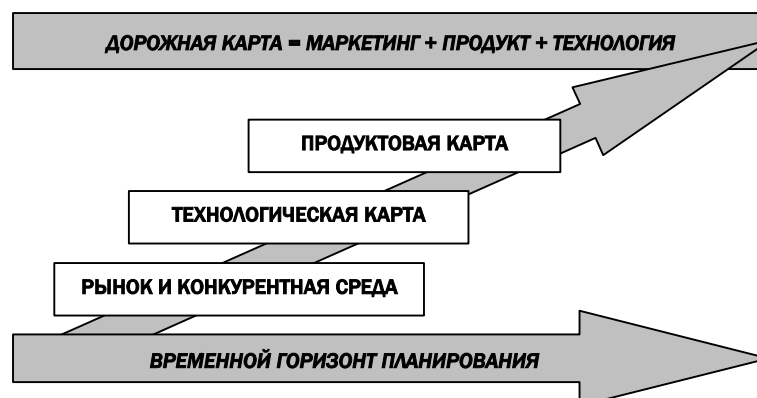 ДОРОЖНАЯ КАРТА = МАРКЕТИНГ + ПРОДУКТ + ТЕХНОЛОГИЯ
ПРОДУКТОВАЯ КАРТА
ТЕХНОЛОГИЧЕСКАЯ КАРТА
РЫНОК И КОНКУРЕНТНАЯ СРЕДА
ВРЕМЕННОЙ ГОРИЗОНТ ПЛАНИРОВАНИЯ